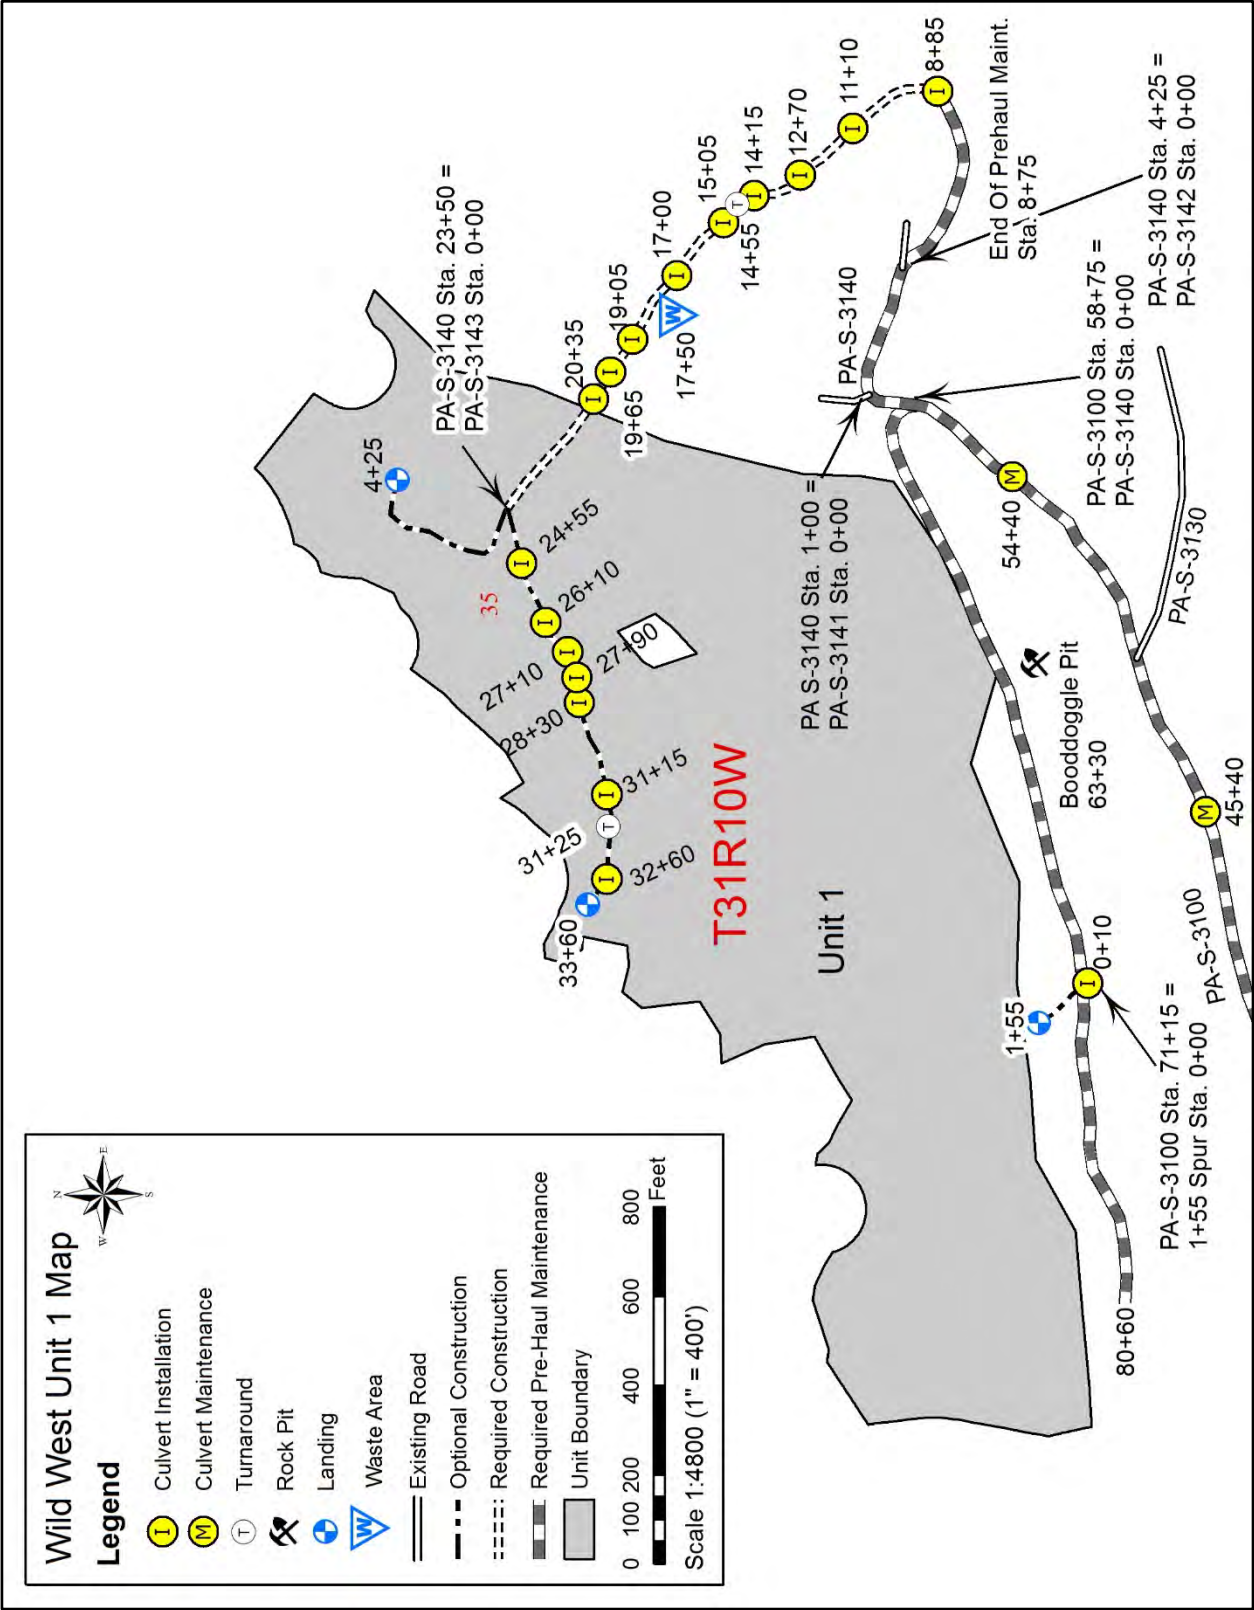 Wild West Unit 1 Map
N
W
E
S
Legend
I
Culvert Installation
M
Culvert Maintenance
T
Turnaround
Rock Pit
Landing
W
Waste Area
Existing Road
Optional Construction
Required Construction
Required Pre-Haul Maintenance
Unit Boundary
0 100 200 400 600 800
Feet
Scale 1:4800 (1" = 400')
4+25
PA-S-3140 Sta. 23+50 =
PA-S-3143 Sta. 0+00
35
33+60
I
32+60
T
31+25
I
31+15
I
28+30
I
27+90
I
27+10
I
26+10
I
24+55
I
20+35
I
19+65
I
19+05
W
17+50
I
17+00
I
15+05
T
14+55
I
14+15
I
12+70
I
11+10
I
8+85
T31R10W
Unit 1
PA S-3140 Sta. 1+00 =
PA-S-3141 Sta. 0+00
PA-S-3140
End Of Prehaul Maint.
Sta. 8+75
1+55
I
0+10
Booddoggle Pit
63+30
M
54+40
PA-S-3100 Sta. 58+75 =
PA-S-3140 Sta. 0+00
PA-S-3140 Sta. 4+25 =
PA-S-3142 Sta. 0+00
80+60
PA-S-3100 Sta. 71+15 =
1+55 Spur Sta. 0+00
PA-S-3100
M
45+40
PA-S-3130